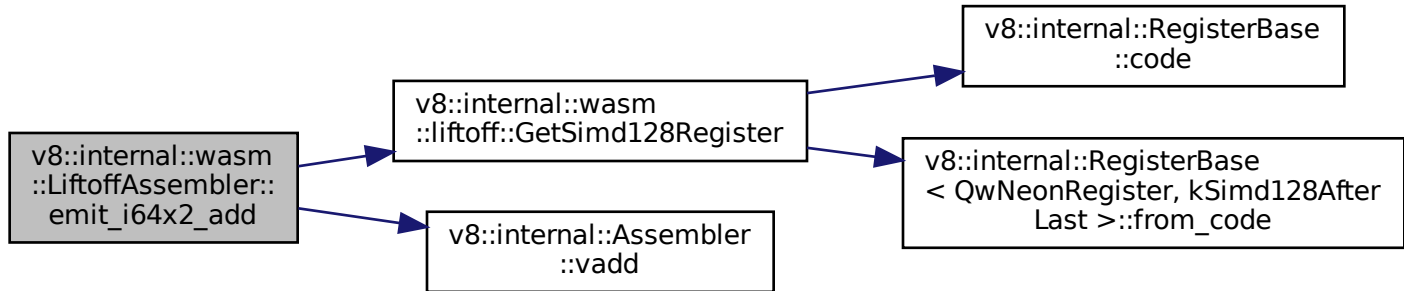 v8::internal::wasm
::LiftoffAssembler::
emit_i64x2_add
v8::internal::wasm
::liftoff::GetSimd128Register
v8::internal::Assembler
::vadd
v8::internal::RegisterBase
::code
v8::internal::RegisterBase
< QwNeonRegister, kSimd128After
Last >::from_code